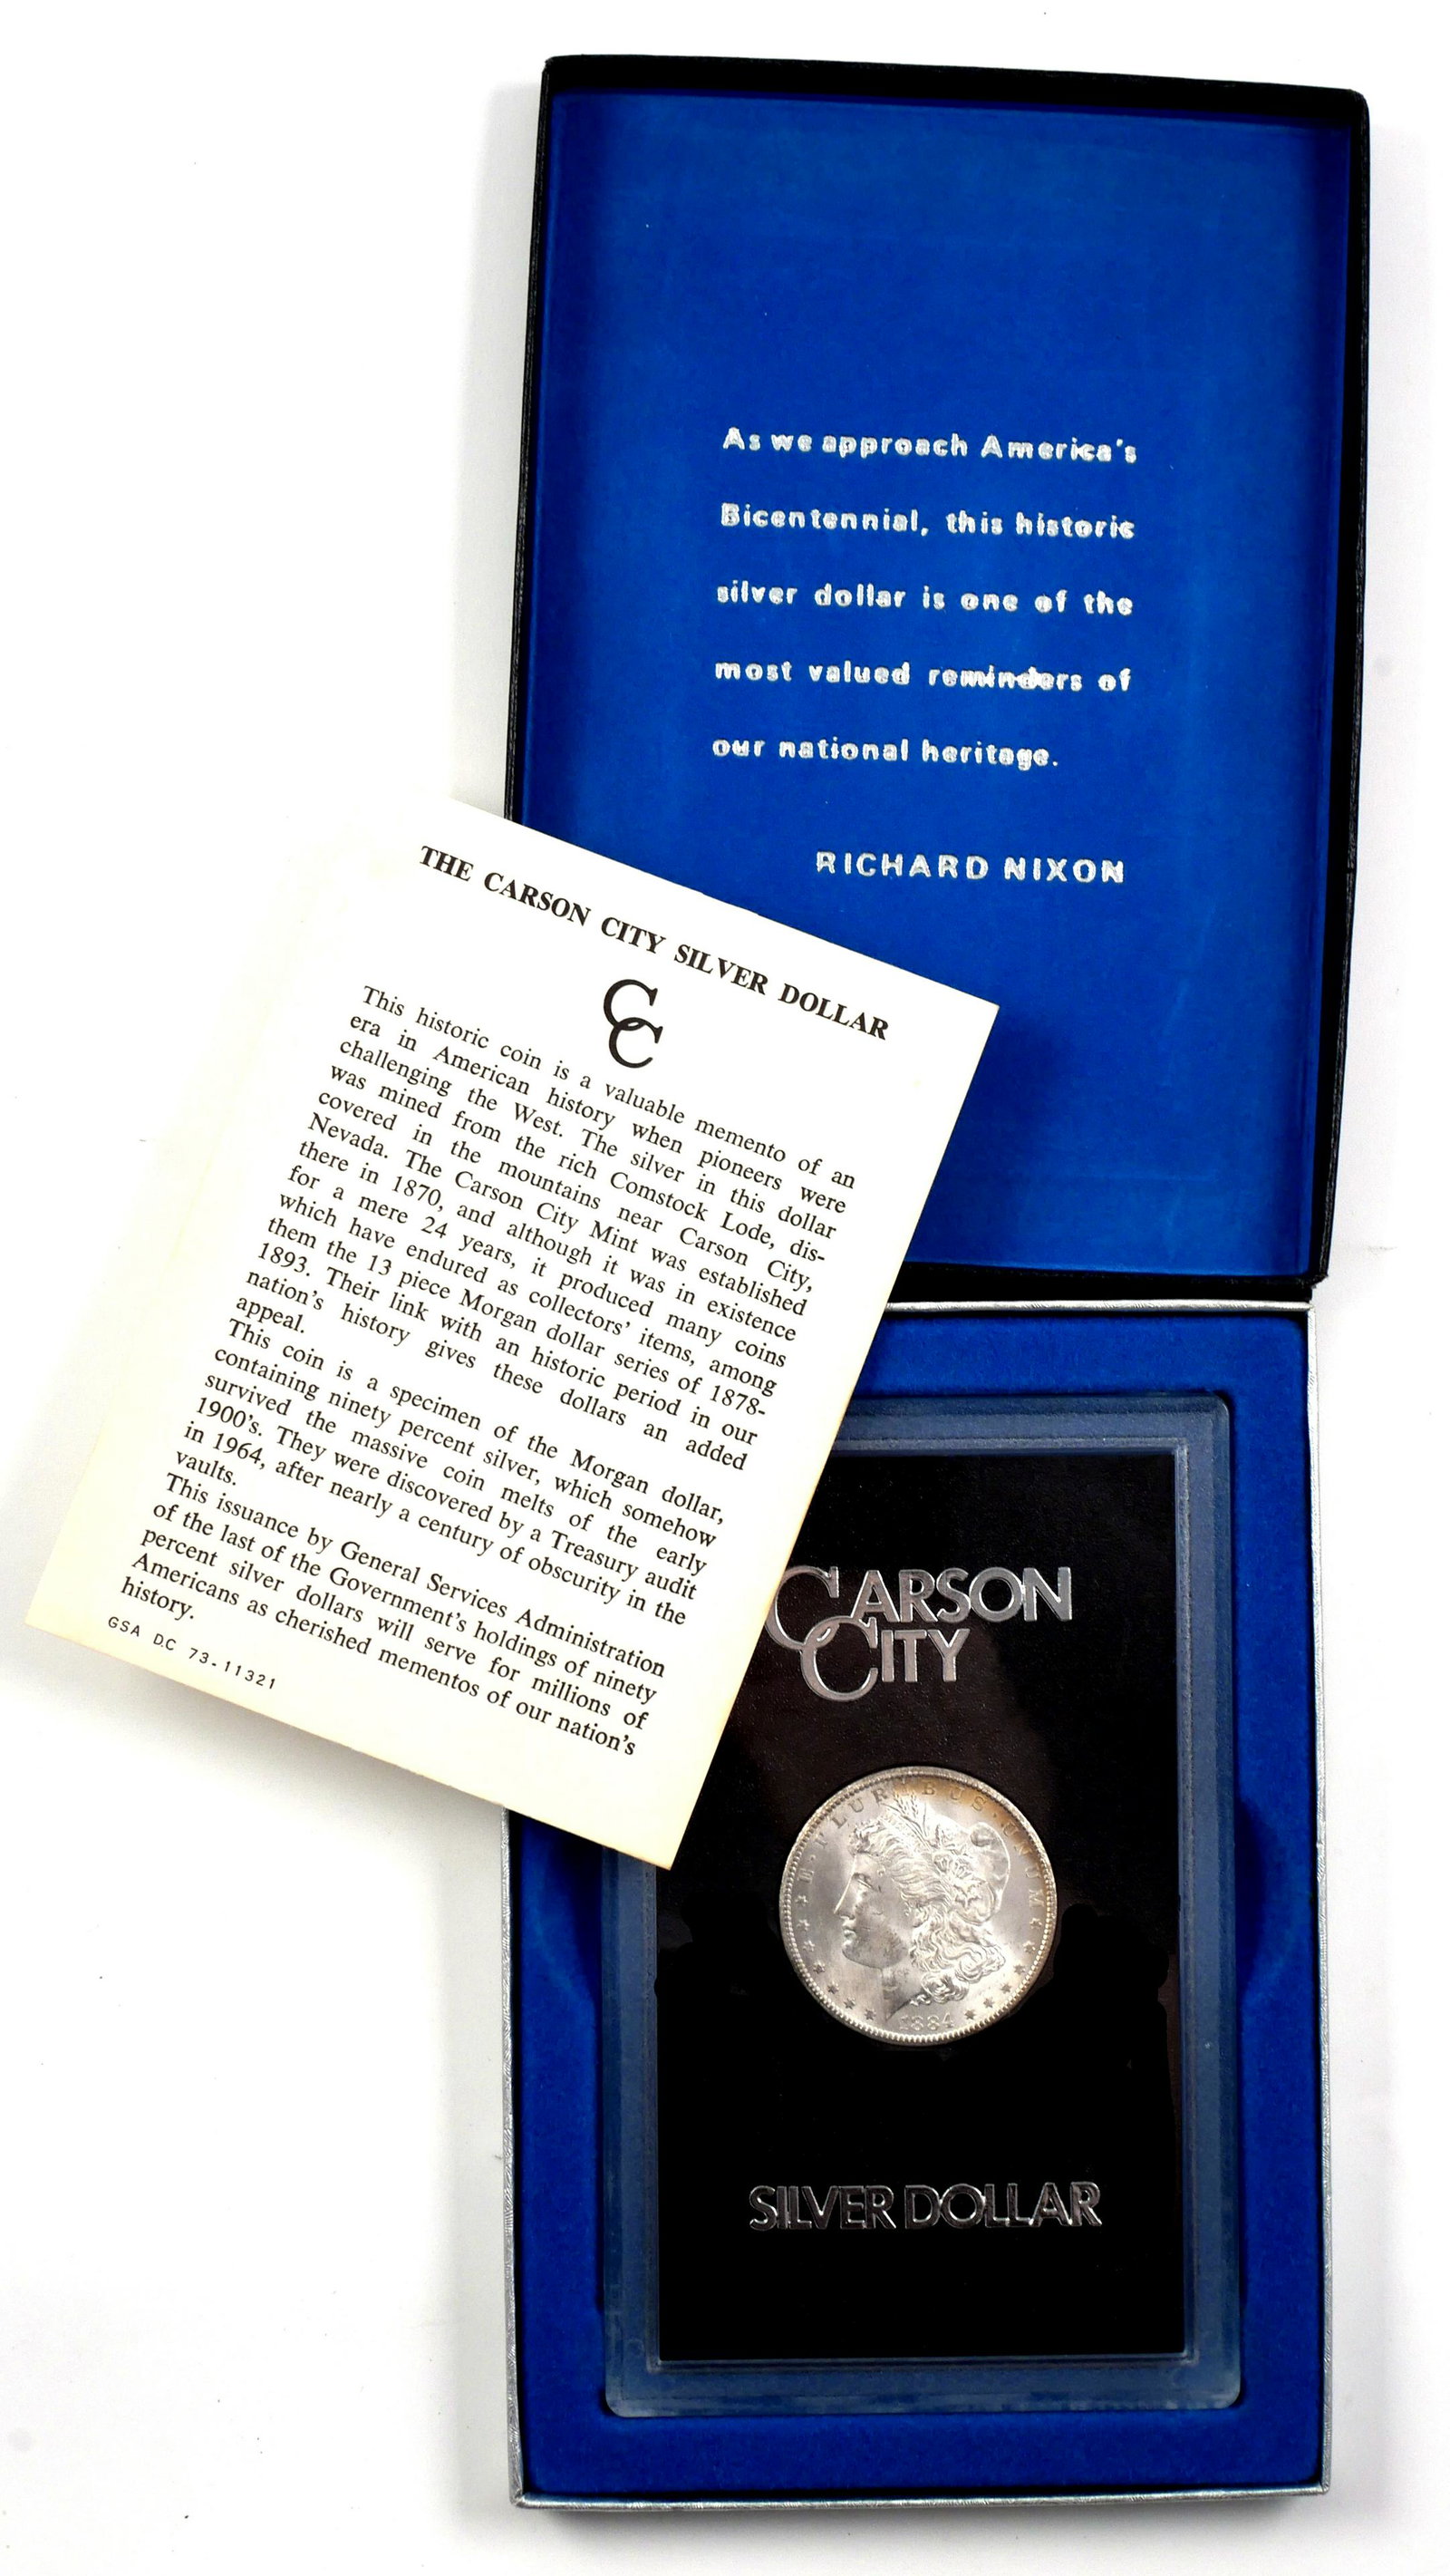 As we approach America's
Bicentennial, this historic
silver dollar is one of the
most valued reminders of
our national heritage.
RICHARD NIXON
THE CARSON CITY SILVER DOLLAR
CC
This historic coin is a valuable memento of an
era in American history when pioneers were
challenging the West. The silver in this dollar
was mined from the rich Comstock Lode, dis-
covered in the mountains near Carson City,
Nevada. The Carson City Mint was established
there in 1870, and although it was in existence
for a mere 24 years, it produced many coins
which have endured as collectors' items, among
them the 13 piece Morgan dollar series of 1878-
1893. Their link with an historic period in our
nation's history gives these dollars an added
appeal.
This coin is a specimen of the Morgan dollar,
containing ninety percent silver, which somehow
survived the massive coin melts of the early
1900's. They were discovered by a Treasury audit
in 1964, after nearly a century of obscurity in the
vaults.
This issuance by General Services Administration
of the last of the Government's holdings of ninety
percent silver dollars will serve for millions of
Americans as cherished mementos of our nation's
history.
GSA DC 73-11321
CARSON
CITY
E·PLURIBUS·UNUM
1884
SILVER DOLLAR